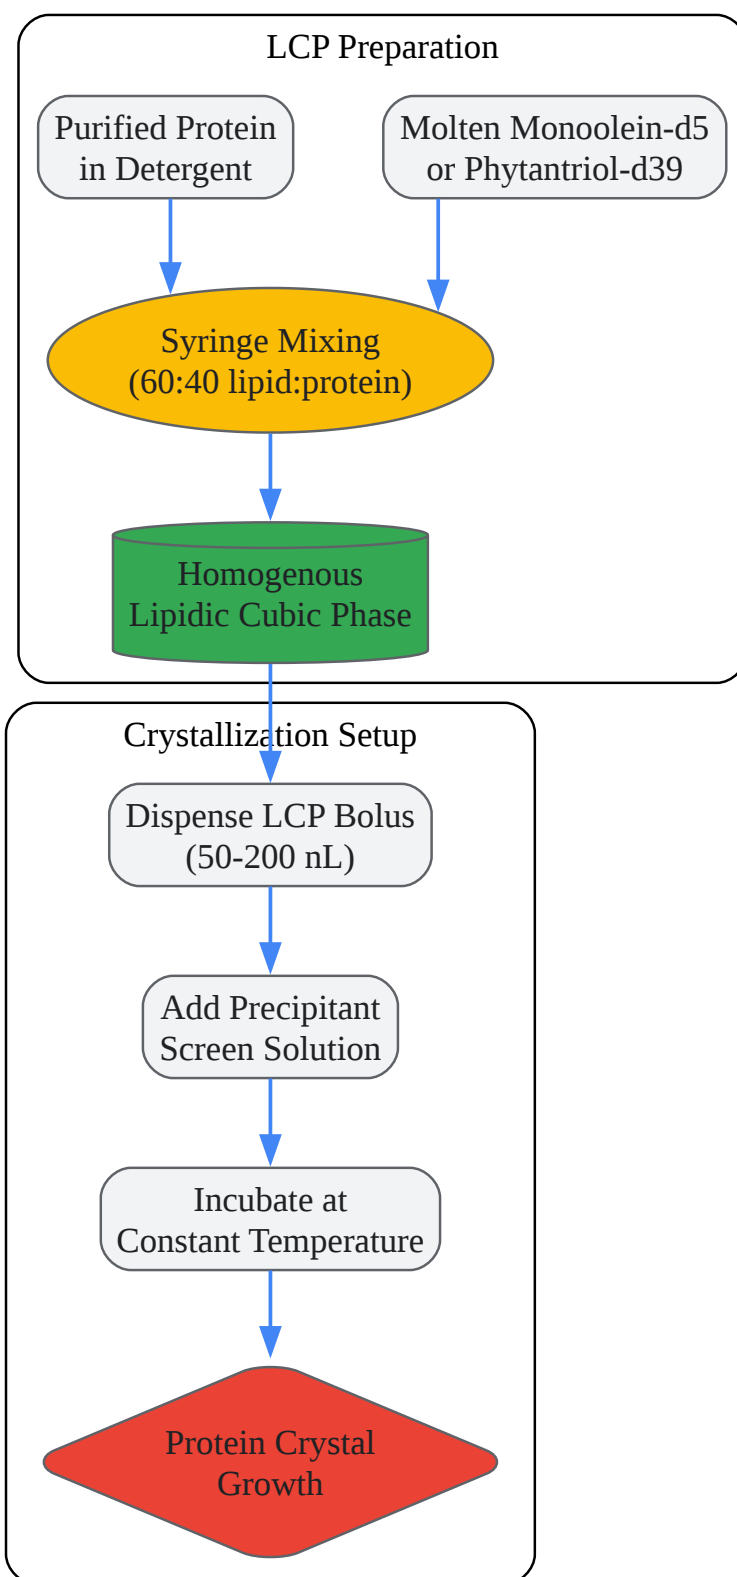 LCP Preparation
Purified Protein
in Detergent
Molten Monoolein-d5
or Phytantriol-d39
Syringe Mixing
(60:40 lipid:protein)
Homogenous
Lipidic Cubic Phase
Crystallization Setup
Dispense LCP Bolus
(50-200 nL)
Add Precipitant
Screen Solution
Incubate at
Constant Temperature
Protein Crystal
Growth